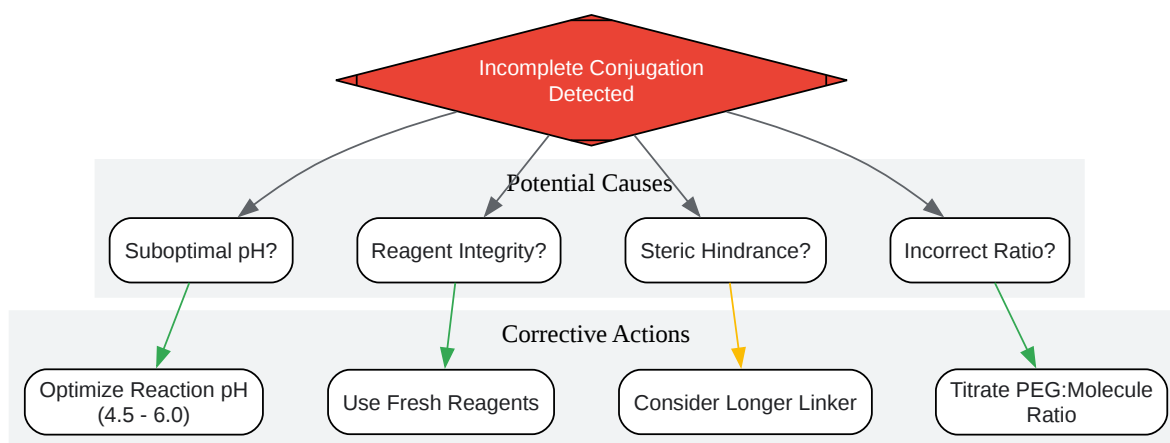 Incomplete Conjugation
Detected
Potential Causes
Suboptimal pH?
Reagent Integrity?
Steric Hindrance?
Incorrect Ratio?
Corrective Actions
Optimize Reaction pH
(4.5 - 6.0)
Use Fresh Reagents
Consider Longer Linker
Titrate PEG:Molecule
Ratio